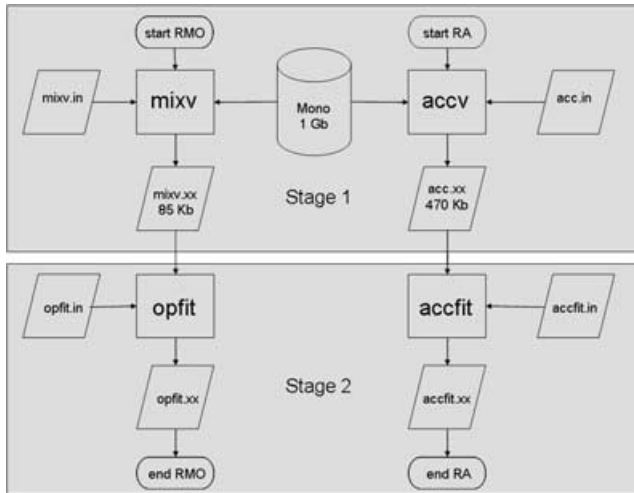 start RMO
start RA
mixv.in
mixv
Mono
1 Gb
accv
acc.in
mixv.xx
85 Kb
Stage 1
acc.xx
470 Kb
opfit.in
opfit
accfit
accfit.in
opfit.xx
Stage 2
accfit.xx
end RMO
end RA